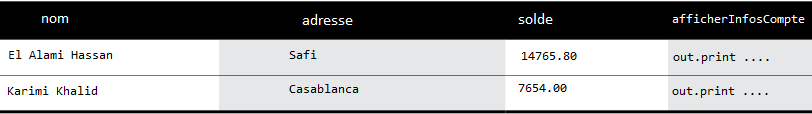 nom adresse solde afficherInfosCompte
El Alami Hassan Safi 14765.80 out.print ....
Karimi Khalid Casablanca 7654.00 out.print ....